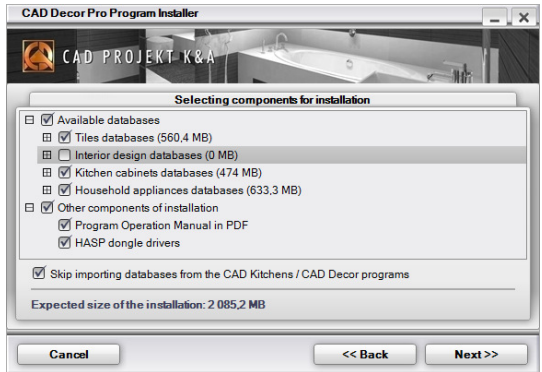 CAD Decor Pro Program Installer
CAD PROJEKT K&A
Selecting components for installation
Available databases
Tiles databases (560,4 MB)
Interior design databases (0 MB)
Kitchen cabinets databases (474 MB)
Household appliances databases (633,3 MB)
Other components of installation
Program Operation Manual in PDF
HASP dongle drivers
Skip importing databases from the CAD Kitchens / CAD Decor programs
Expected size of the installation: 2 085,2 MB
Cancel
<< Back
Next >>